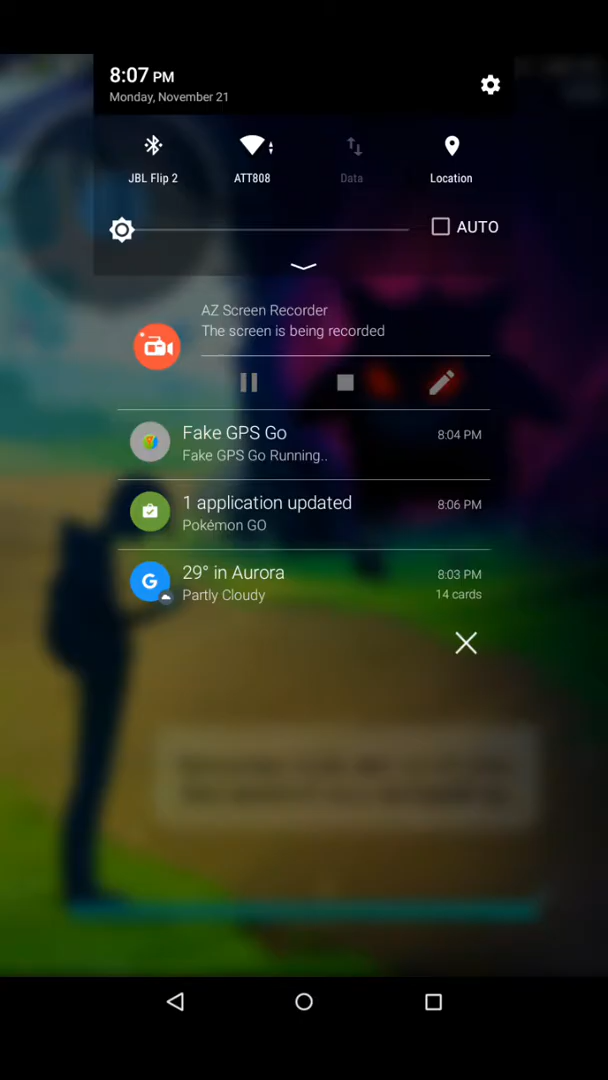 8:07 PM
Monday, November 21
JBL Flip 2
ATT808
Data
Location
AUTO
AZ Screen Recorder
The screen is being recorded
Fake GPS Go
8:04 PM
Fake GPS Go Running..
1 application updated
8:06 PM
Pokémon GO
29° in Aurora
8:03 PM
Partly Cloudy
14 cards